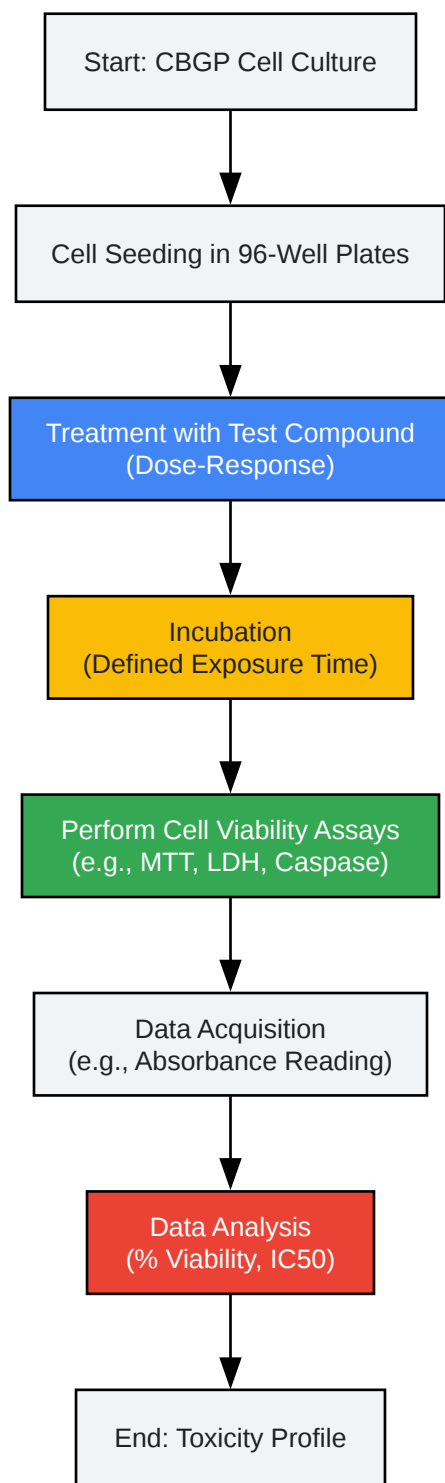 Start: CBGP Cell Culture
Cell Seeding in 96-Well Plates
Treatment with Test Compound
(Dose-Response)
Incubation
(Defined Exposure Time)
Perform Cell Viability Assays
(e.g., MTT, LDH, Caspase)
Data Acquisition
(e.g., Absorbance Reading)
Data Analysis
(% Viability, IC50)
End: Toxicity Profile